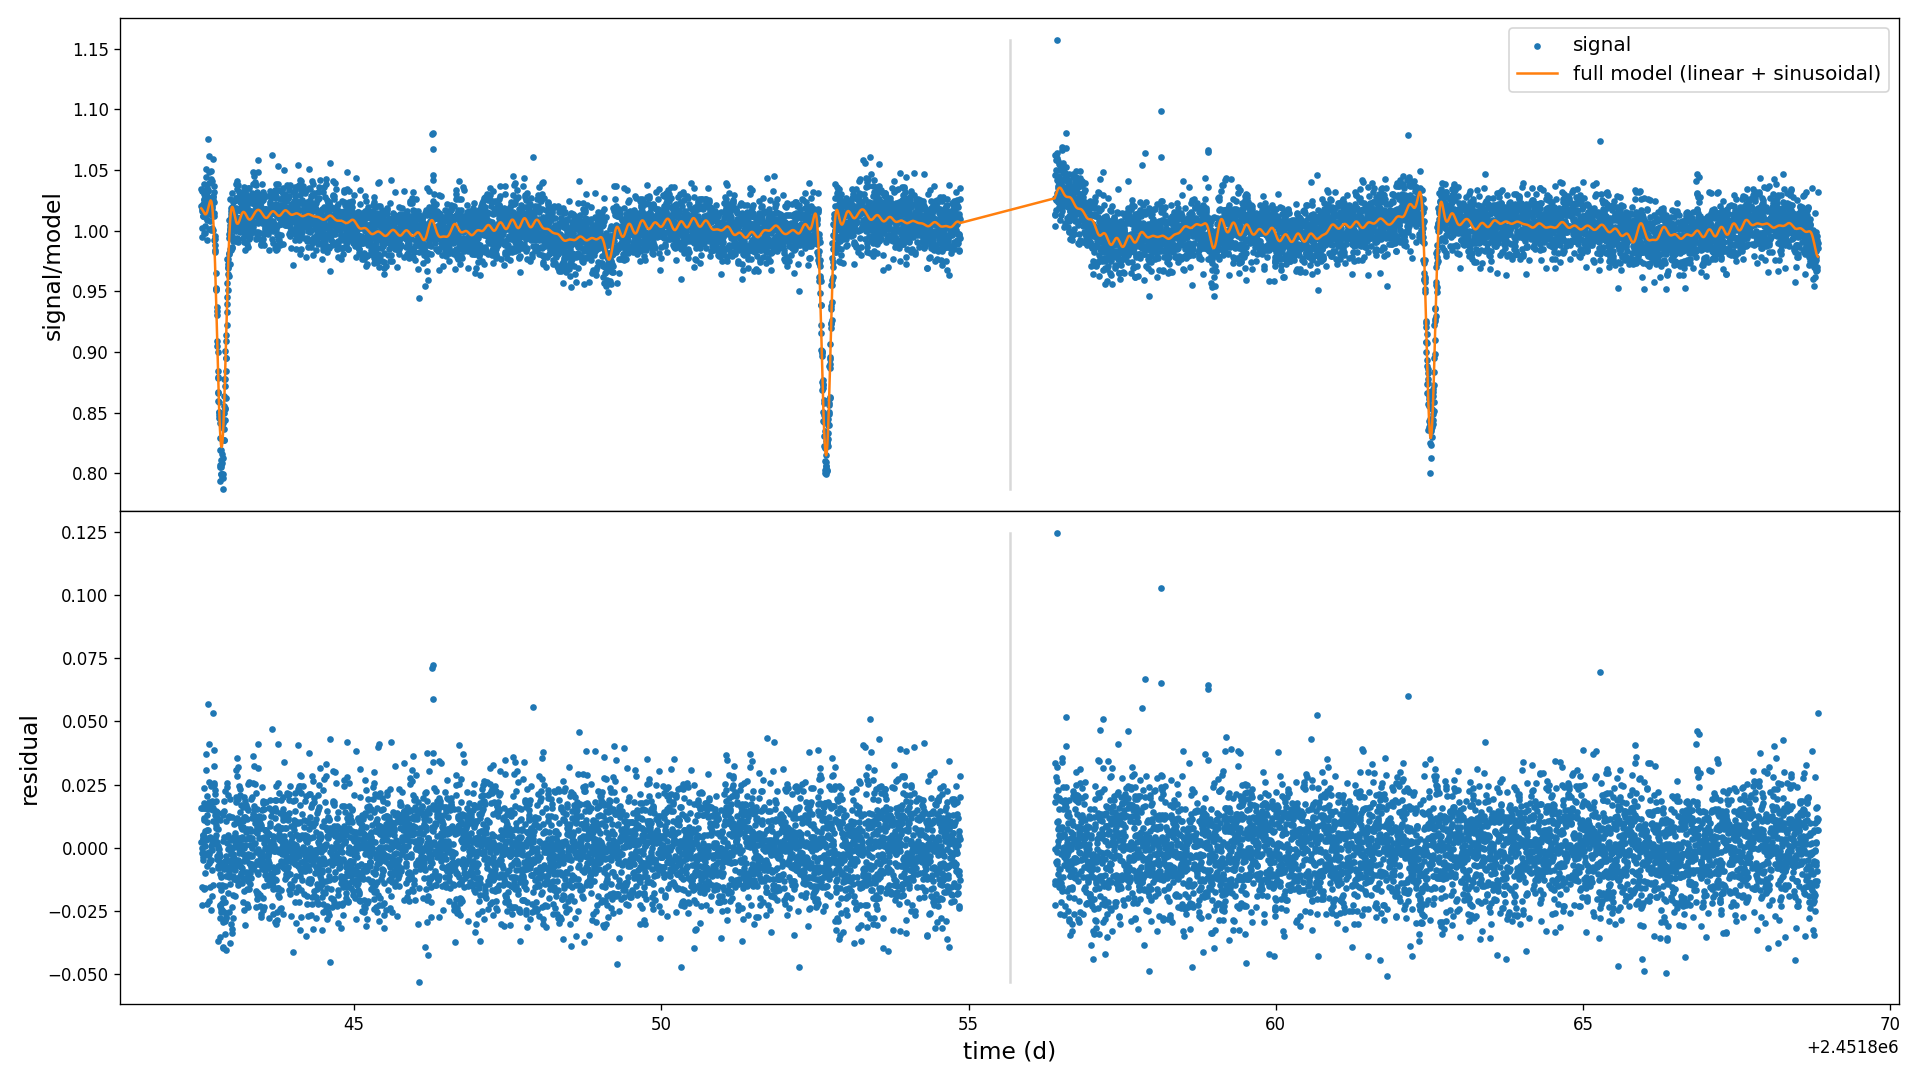 signal/model
1.15
1.10
1.05
1.00
0.95
0.90
0.85
0.80
signal
full model (linear + sinusoidal)
residual
0.125
0.100
0.075
0.050
0.025
0.000
−0.025
−0.050
45 50 55 60 65 70
time (d)
+2.4518e6